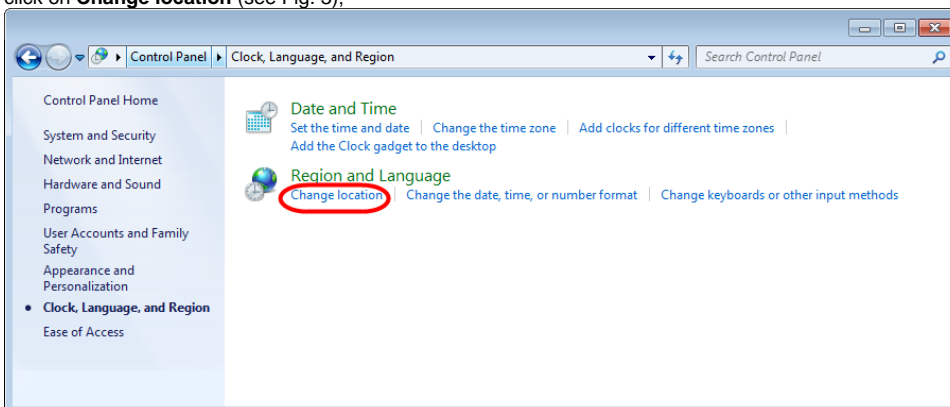 click on Change location (see Fig. 3);
Control Panel Clock, Language, and Region Search Control Panel
Control Panel Home
System and Security
Network and Internet
Hardware and Sound
Programs
User Accounts and Family
Safety
Appearance and
Personalization
Clock, Language, and Region
Ease of Access
Date and Time
Set the time and date Change the time zone Add clocks for different time zones
Add the Clock gadget to the desktop
Region and Language
Change location Change the date, time, or number format Change keyboards or other input methods